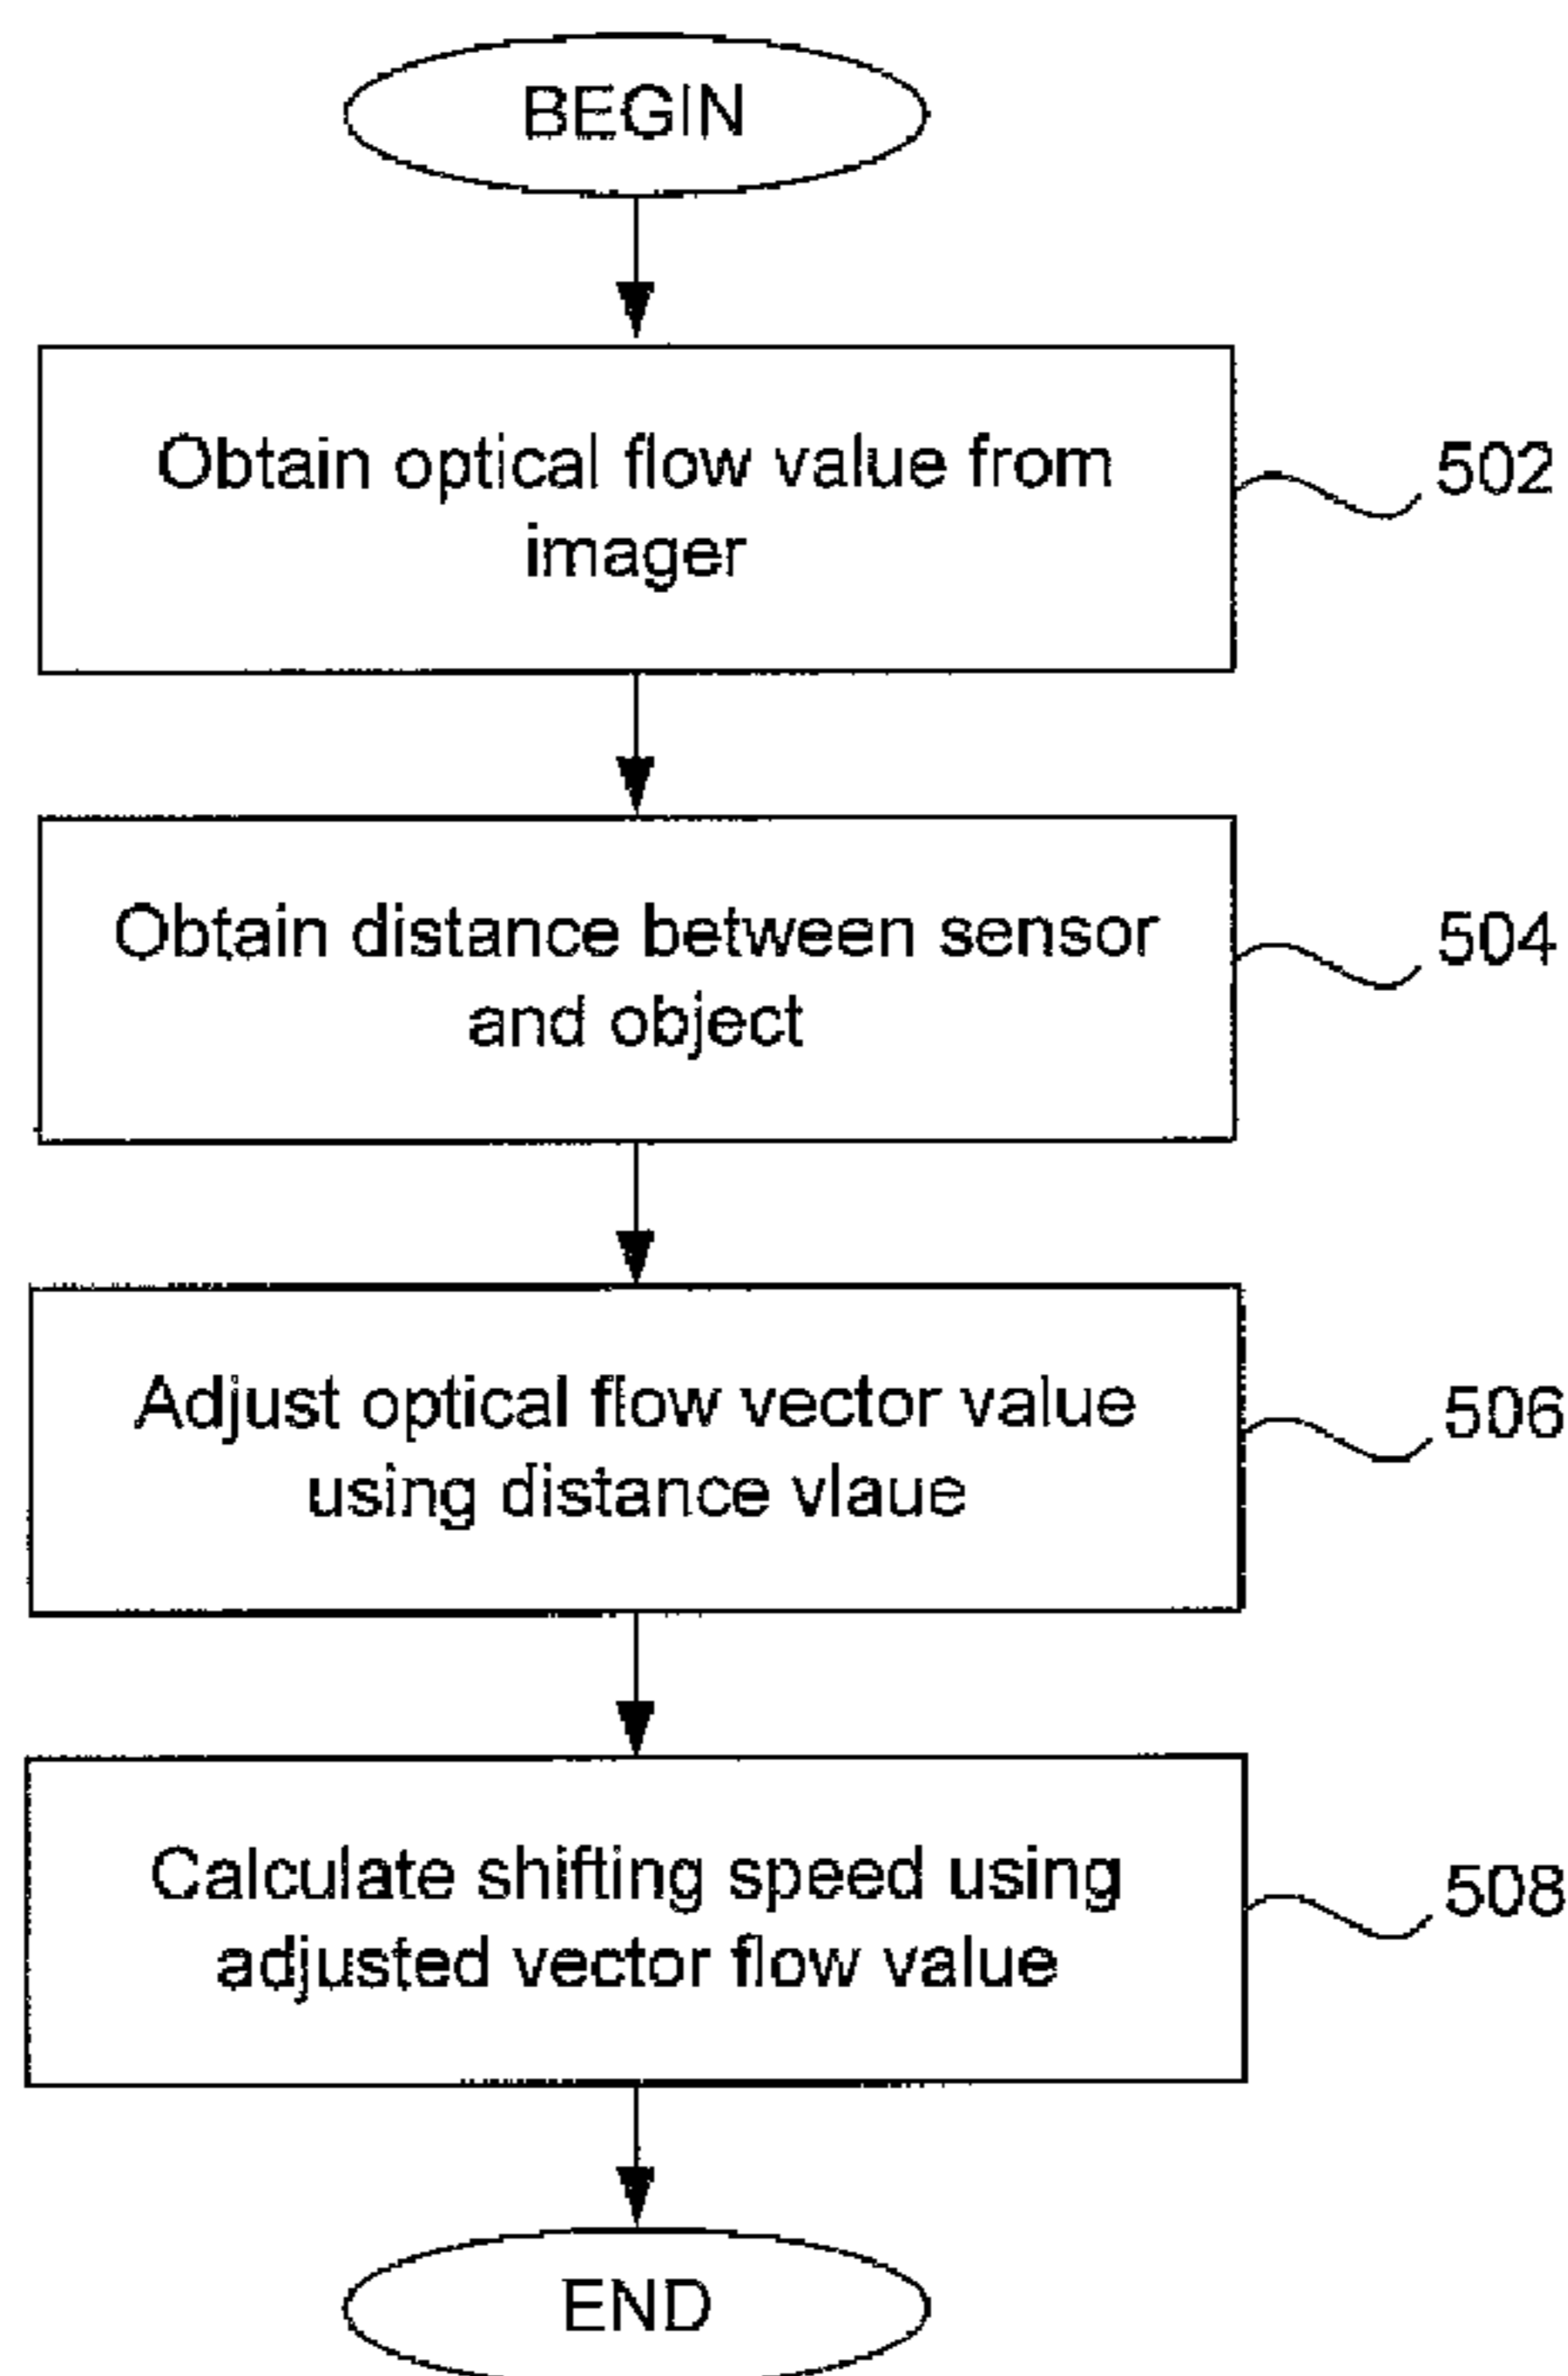 BEGIN
Obtain optical flow value from
imager
502
Obtain distance between sensor
and object
504
Adjust optical flow vector value
using distance vlaue
506
Calculate shifting speed using
adjusted vector flow value
508
END